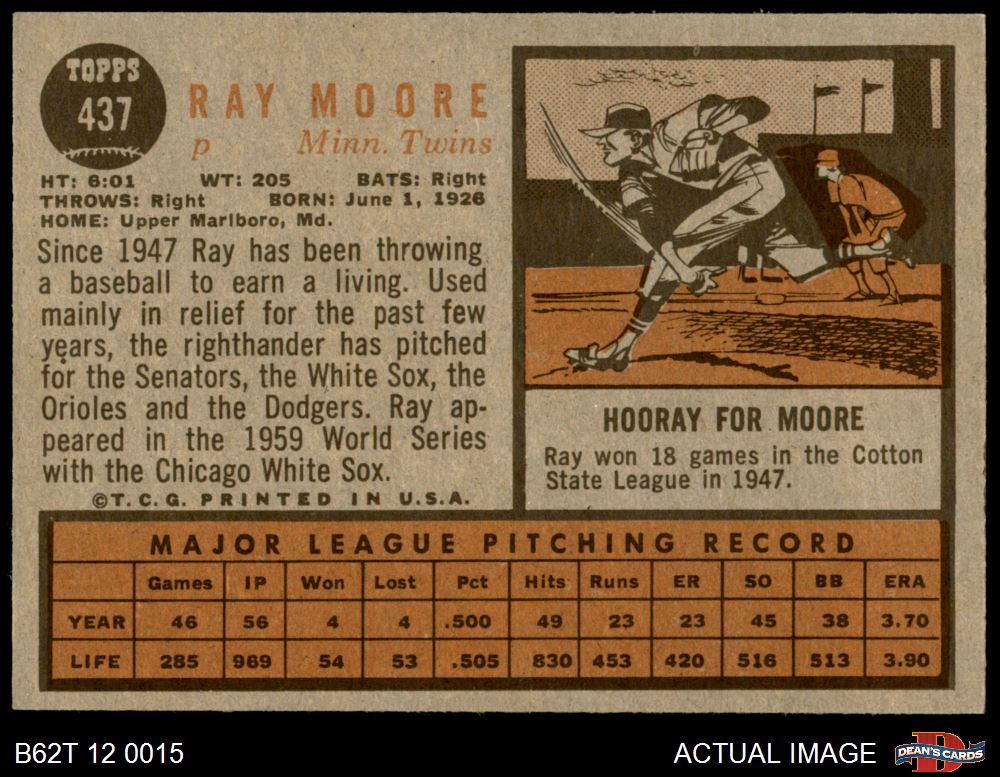 TOPPS
437
RAY MOORE
p Minn. Twins
HT: 6:01 WT: 205 BATS: Right
THROWS: Right BORN: June 1, 1926
HOME: Upper Marlboro, Md.
Since 1947 Ray has been throwing
a baseball to earn a living. Used
mainly in relief for the past few
years, the righthander has pitched
for the Senators, the White Sox, the
Orioles and the Dodgers. Ray ap-
peared in the 1959 World Series
with the Chicago White Sox.
©T.C.G. PRINTED IN U.S.A.
HOORAY FOR MOORE
Ray won 18 games in the Cotton
State League in 1947.
MAJOR LEAGUE PITCHING RECORD
Games IP Won Lost Pct Hits Runs ER SO BB ERA
YEAR 46 56 4 4 .500 49 23 23 45 38 3.70
LIFE 285 969 54 53 .505 830 453 420 516 513 3.90
B62T 12 0015
ACTUAL IMAGE
D
DEAN'S CARDS